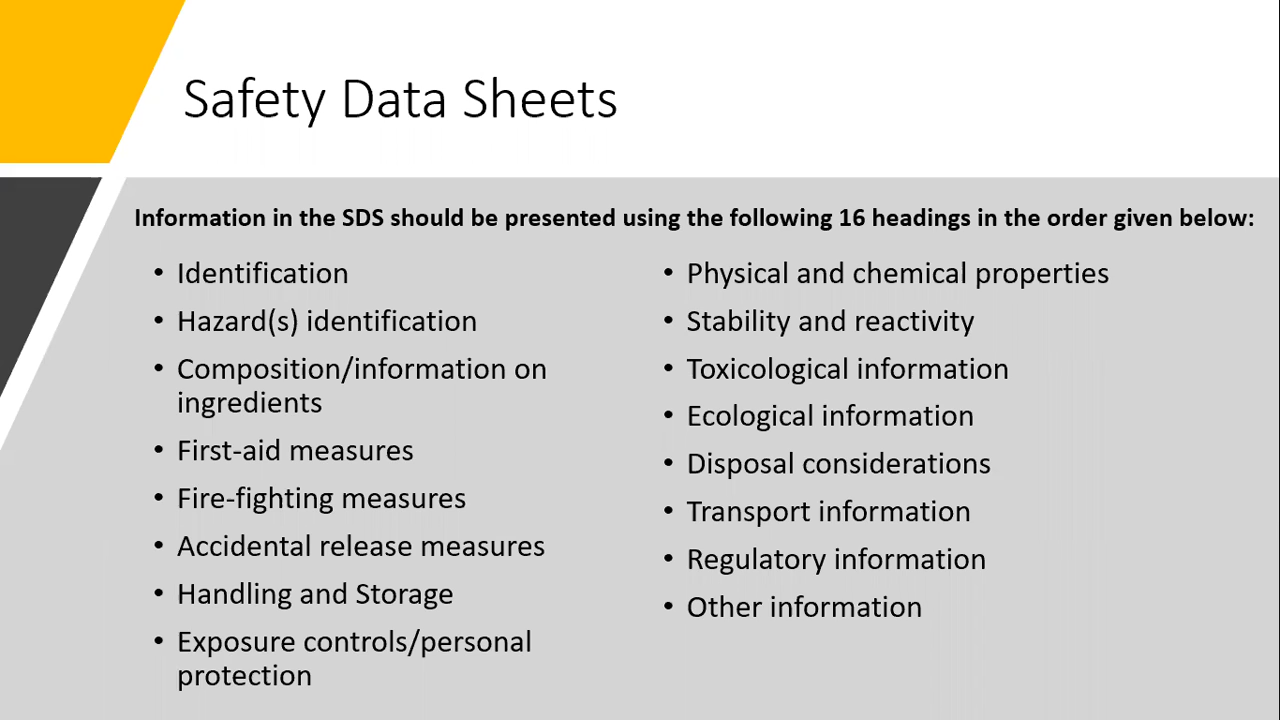 Safety Data Sheets
Information in the SDS should be presented using the following 16 headings in the order given below:
• Identification
• Hazard(s) identification
• Composition/information on
ingredients
• First-aid measures
• Fire-fighting measures
• Accidental release measures
• Handling and Storage
• Exposure controls/personal
protection
• Physical and chemical properties
• Stability and reactivity
• Toxicological information
• Ecological information
• Disposal considerations
• Transport information
• Regulatory information
• Other information